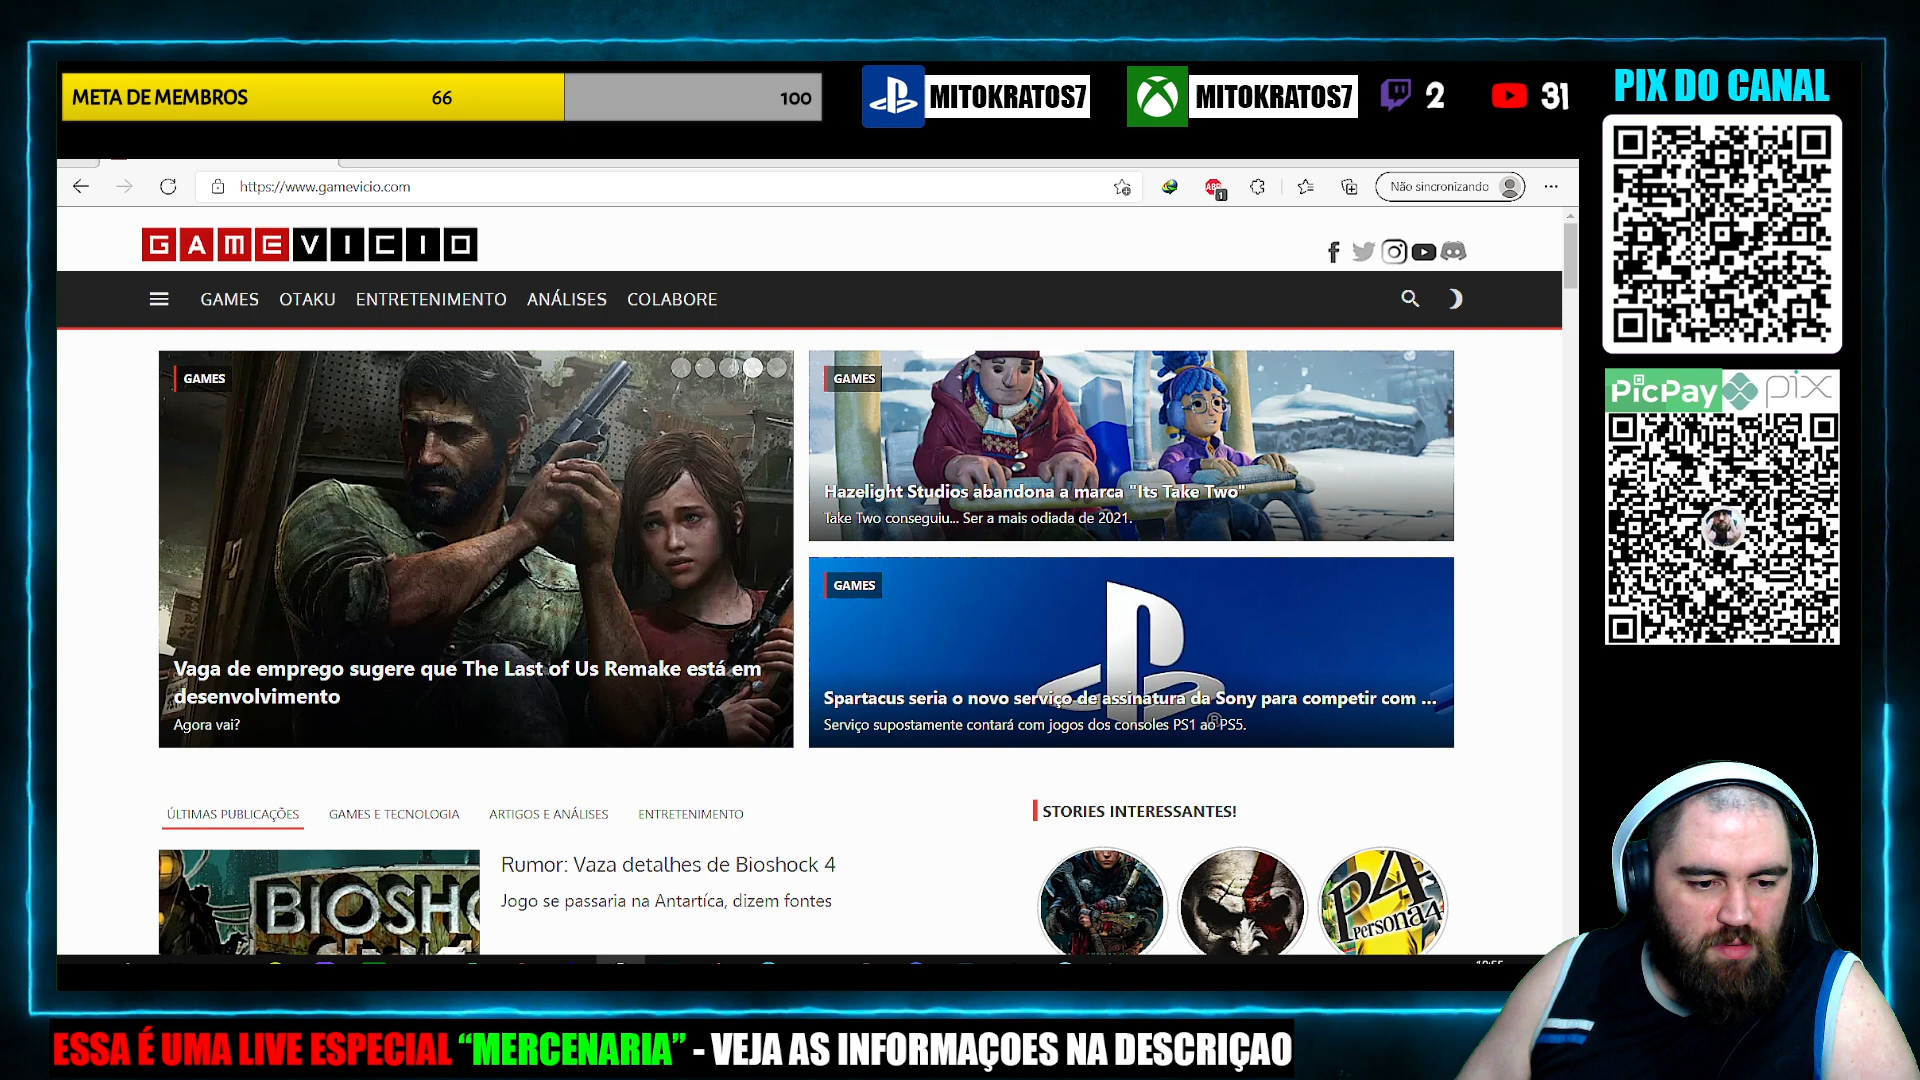 META DE MEMBROS 66 100
MITOKRATOS7
MITOKRATOS7
2
31
PIX DO CANAL
https://www.gamevicio.com
ABP
1
Não sincronizando
GAMEVICIO
GAMES OTAKU ENTRETENIMENTO ANÁLISES COLABORE
GAMES
Vaga de emprego sugere que The Last of Us Remake está em
desenvolvimento
Agora vai?
GAMES
Hazelight Studios abandona a marca "Its Take Two"
Take Two conseguiu... Ser a mais odiada de 2021.
GAMES
Spartacus seria o novo serviço de assinatura da Sony para competir com ...
Serviço supostamente contará com jogos dos consoles PS1 ao PS5.
PicPay pix
ÚLTIMAS PUBLICAÇÕES GAMES E TECNOLOGIA ARTIGOS E ANÁLISES ENTRETENIMENTO
STORIES INTERESSANTES!
BIOSHO
Rumor: Vaza detalhes de Bioshock 4
Jogo se passaria na Antartíca, dizem fontes
P4
Persona4
ESSA É UMA LIVE ESPECIAL “MERCENARIA” - VEJA AS INFORMAÇOES NA DESCRIÇAO